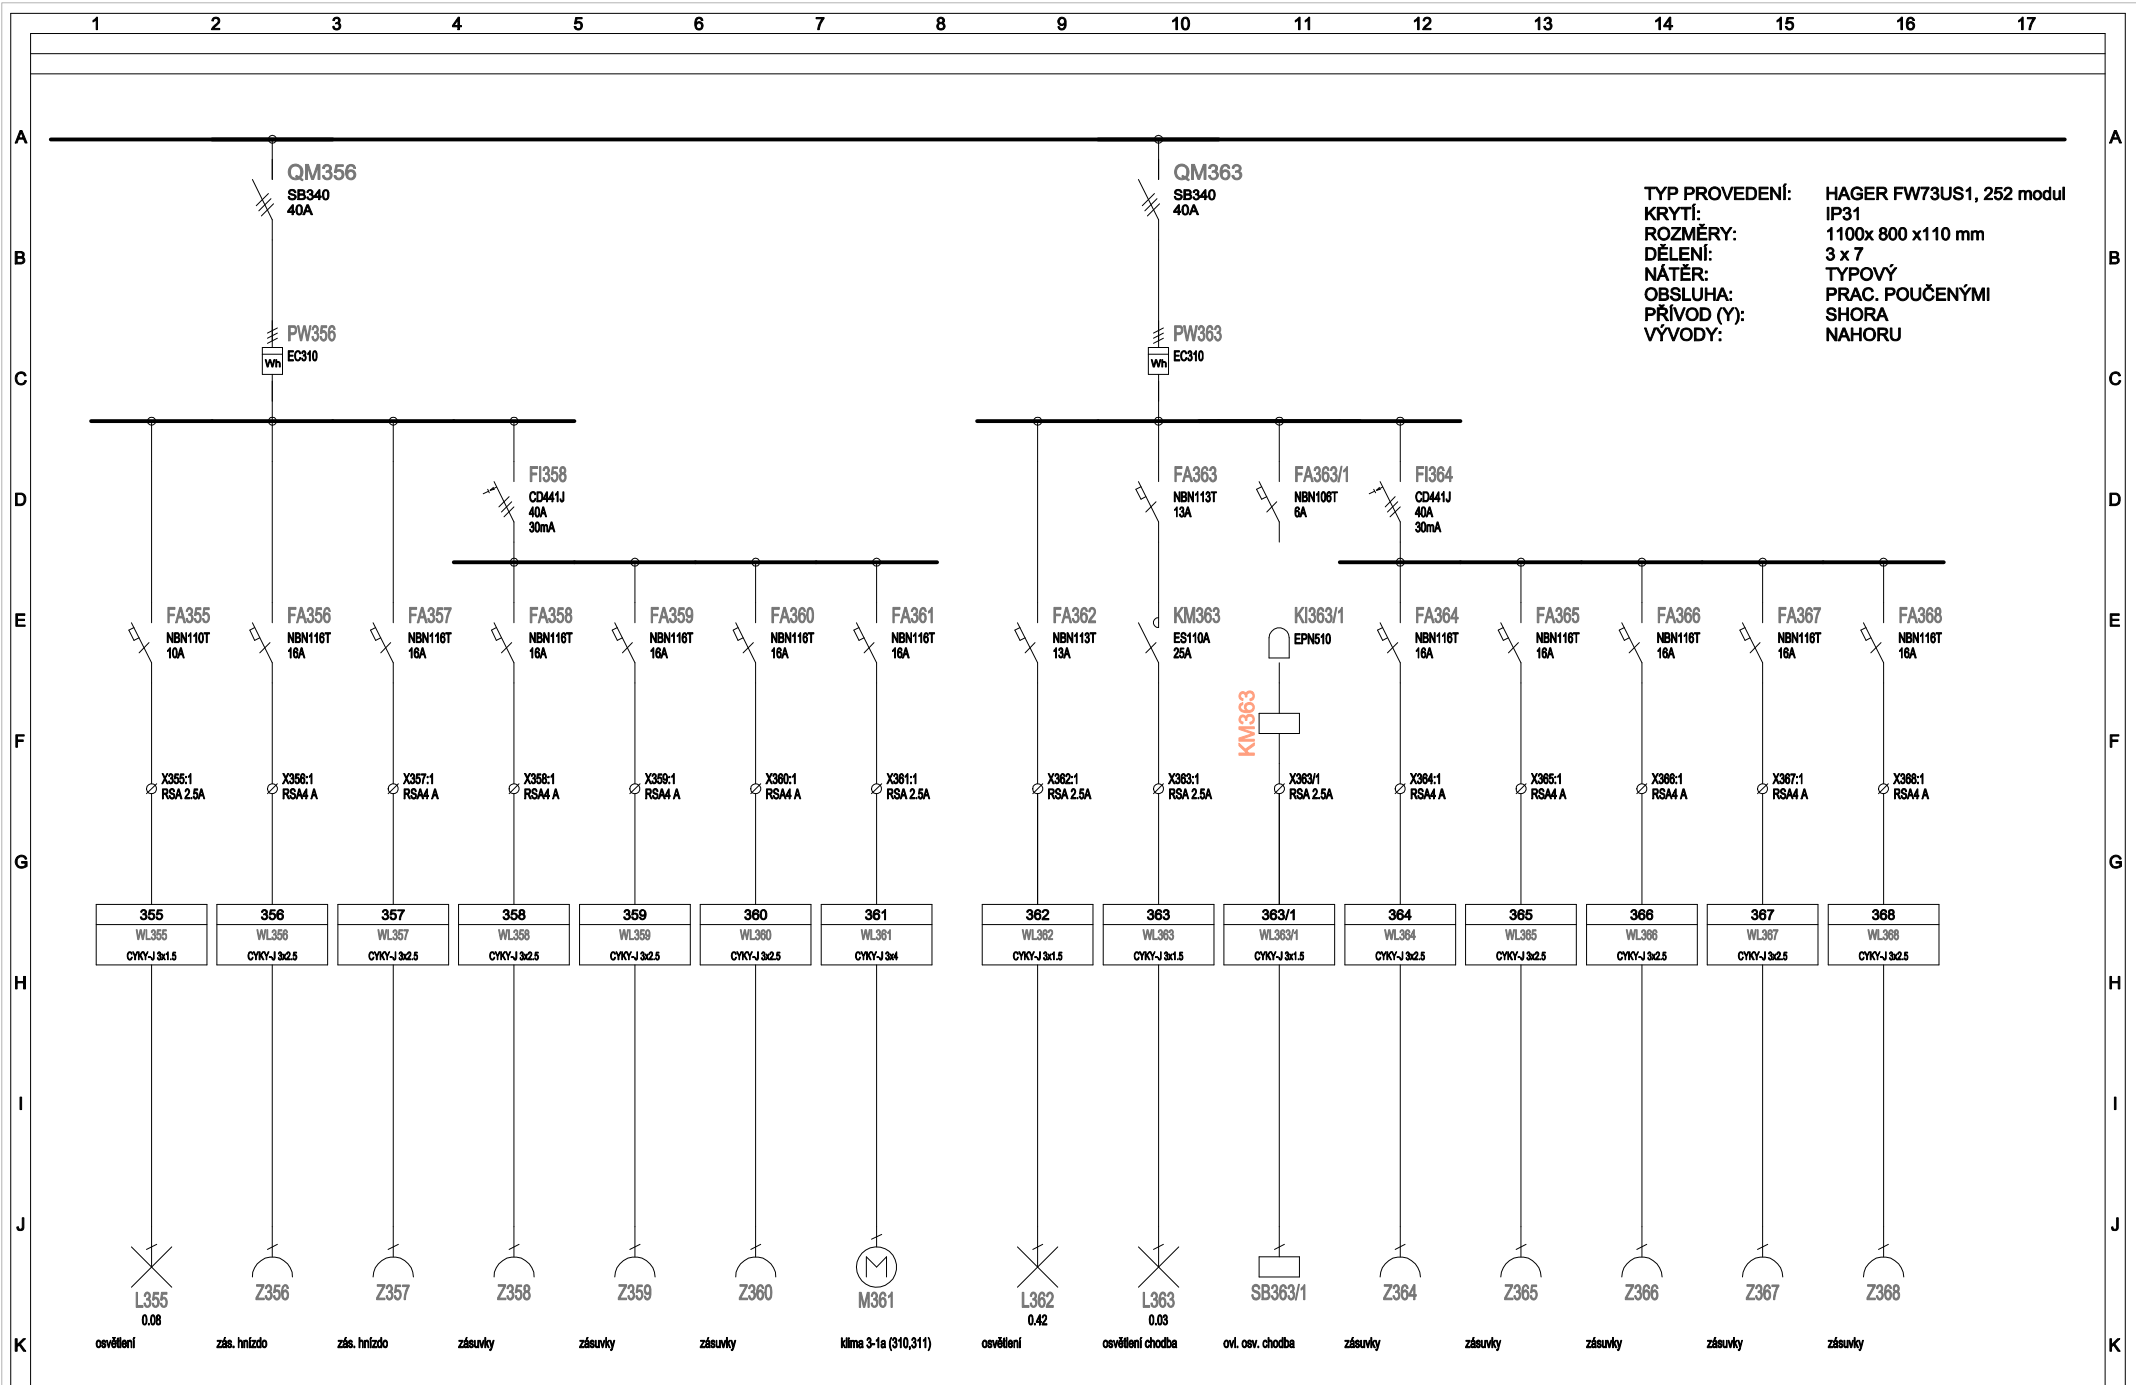 1 2 3 4 5 6 7 8 9 10 11 12 13 14 15 16 17
A A
QM356 QM363
SB340 SB340
40A 40A
TYP PROVEDENÍ: HAGER FW73US1, 252 modul
KRYTÍ: IP31
ROZMĚRY: 1100x 800 x110 mm
DĚLENÍ: 3 x 7
NÁTĚR: TYPOVÝ
OBSLUHA: PRAC. POUČENÝMI
PŘÍVOD (Y): SHORA
VÝVODY: NAHORU
B B
PW356 PW363
EC310 EC310
Wh Wh
C C
FI358 FA363 FA363/1 FI364
CD441J NBN113T NBN106T CD441J
40A 13A 6A 40A
30mA 30mA
D D
FA355 FA356 FA357 FA358 FA359 FA360 FA361 FA362 KM363 KI363/1 FA364 FA365 FA366 FA367 FA368
NBN110T NBN116T NBN116T NBN116T NBN116T NBN116T NBN116T NBN113T ES110A EPN510 NBN116T NBN116T NBN116T NBN116T NBN116T
10A 16A 16A 16A 16A 16A 16A 13A 25A 16A 16A 16A 16A 16A
E E
KM363
F F
X355:1 X356:1 X357:1 X358:1 X359:1 X360:1 X361:1 X362:1 X363:1 X363/1 X364:1 X365:1 X366:1 X367:1 X368:1
RSA 2.5A RSA4 A RSA4 A RSA4 A RSA4 A RSA4 A RSA 2.5A RSA 2.5A RSA 2.5A RSA 2.5A RSA4 A RSA4 A RSA4 A RSA4 A RSA4 A
G G
355 356 357 358 359 360 361 362 363 363/1 364 365 366 367 368
WL355 WL356 WL357 WL358 WL359 WL360 WL361 WL362 WL363 WL363/1 WL364 WL365 WL366 WL367 WL368
CYKY-J 3x1.5 CYKY-J 3x2.5 CYKY-J 3x2.5 CYKY-J 3x2.5 CYKY-J 3x2.5 CYKY-J 3x2.5 CYKY-J 3x4 CYKY-J 3x1.5 CYKY-J 3x1.5 CYKY-J 3x1.5 CYKY-J 3x2.5 CYKY-J 3x2.5 CYKY-J 3x2.5 CYKY-J 3x2.5 CYKY-J 3x2.5
H H
I I
J J
M
L355 Z356 Z357 Z358 Z359 Z360 M361 L362 L363 SB363/1 Z364 Z365 Z366 Z367 Z368
0.08 0.42 0.03
K osvětlení zás. hnízdo zás. hnízdo zásuvky zásuvky zásuvky klima 3-1a (310,311) osvětlení osvětlení chodba ovl. osv. chodba zásuvky zásuvky zásuvky zásuvky zásuvky K